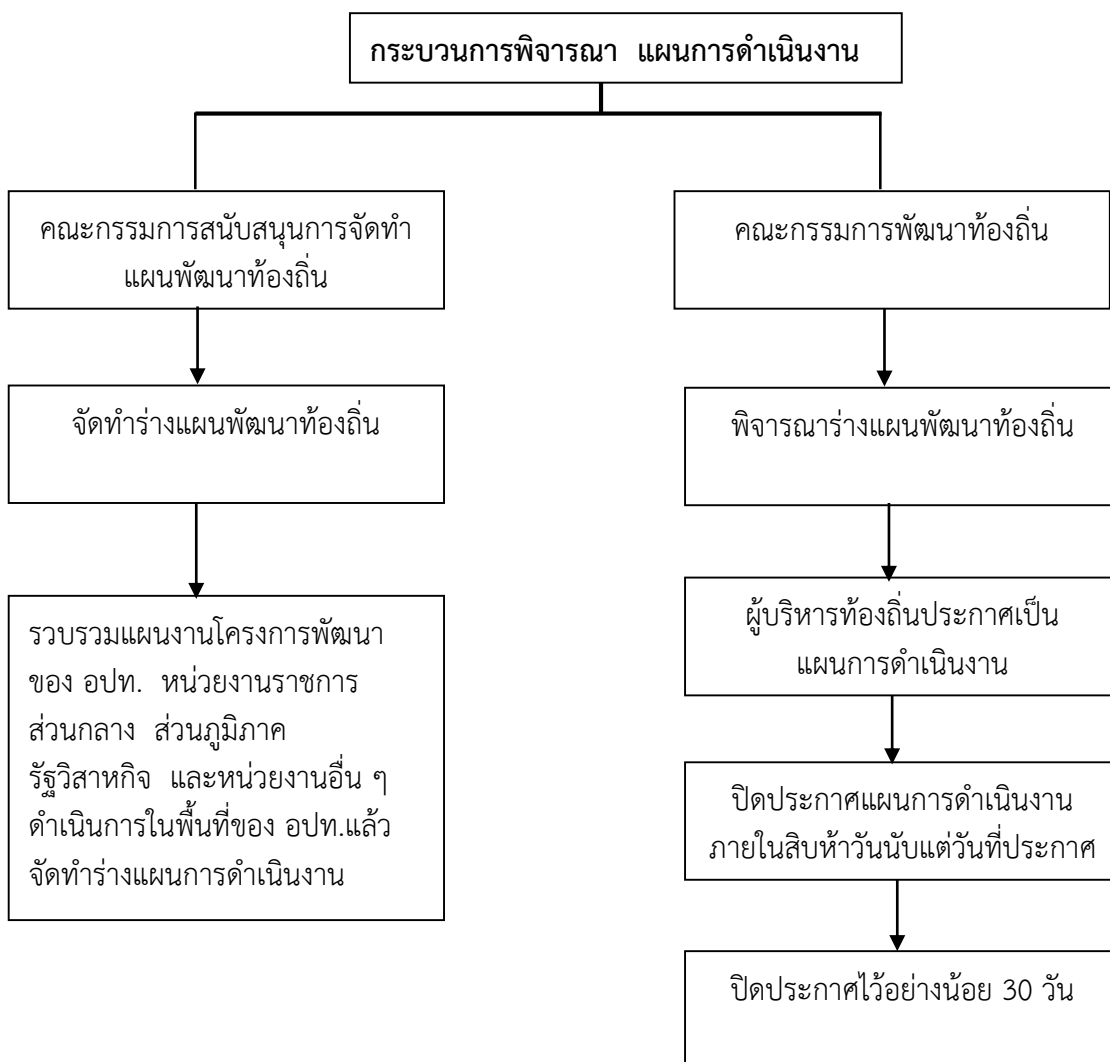 กระบวนการพิจารณา แผนการดำเนินงาน
คณะกรรมการสนับสนุนการจัดทำ
แผนพัฒนาท้องถิ่น
จัดทำร่างแผนพัฒนาท้องถิ่น
รวบรวมแผนงานโครงการพัฒนา
ของ อปท. หน่วยงานราชการ
ส่วนกลาง ส่วนภูมิภาค
รัฐวิสาหกิจ และหน่วยงานอื่น ๆ
ดำเนินการในพื้นที่ของ อปท.แล้ว
จัดทำร่างแผนการดำเนินงาน
คณะกรรมการพัฒนาท้องถิ่น
พิจารณาร่างแผนพัฒนาท้องถิ่น
ผู้บริหารท้องถิ่นประกาศเป็น
แผนการดำเนินงาน
ปิดประกาศแผนการดำเนินงาน
ภายในสิบห้าวันนับแต่วันที่ประกาศ
ปิดประกาศไว้อย่างน้อย 30 วัน